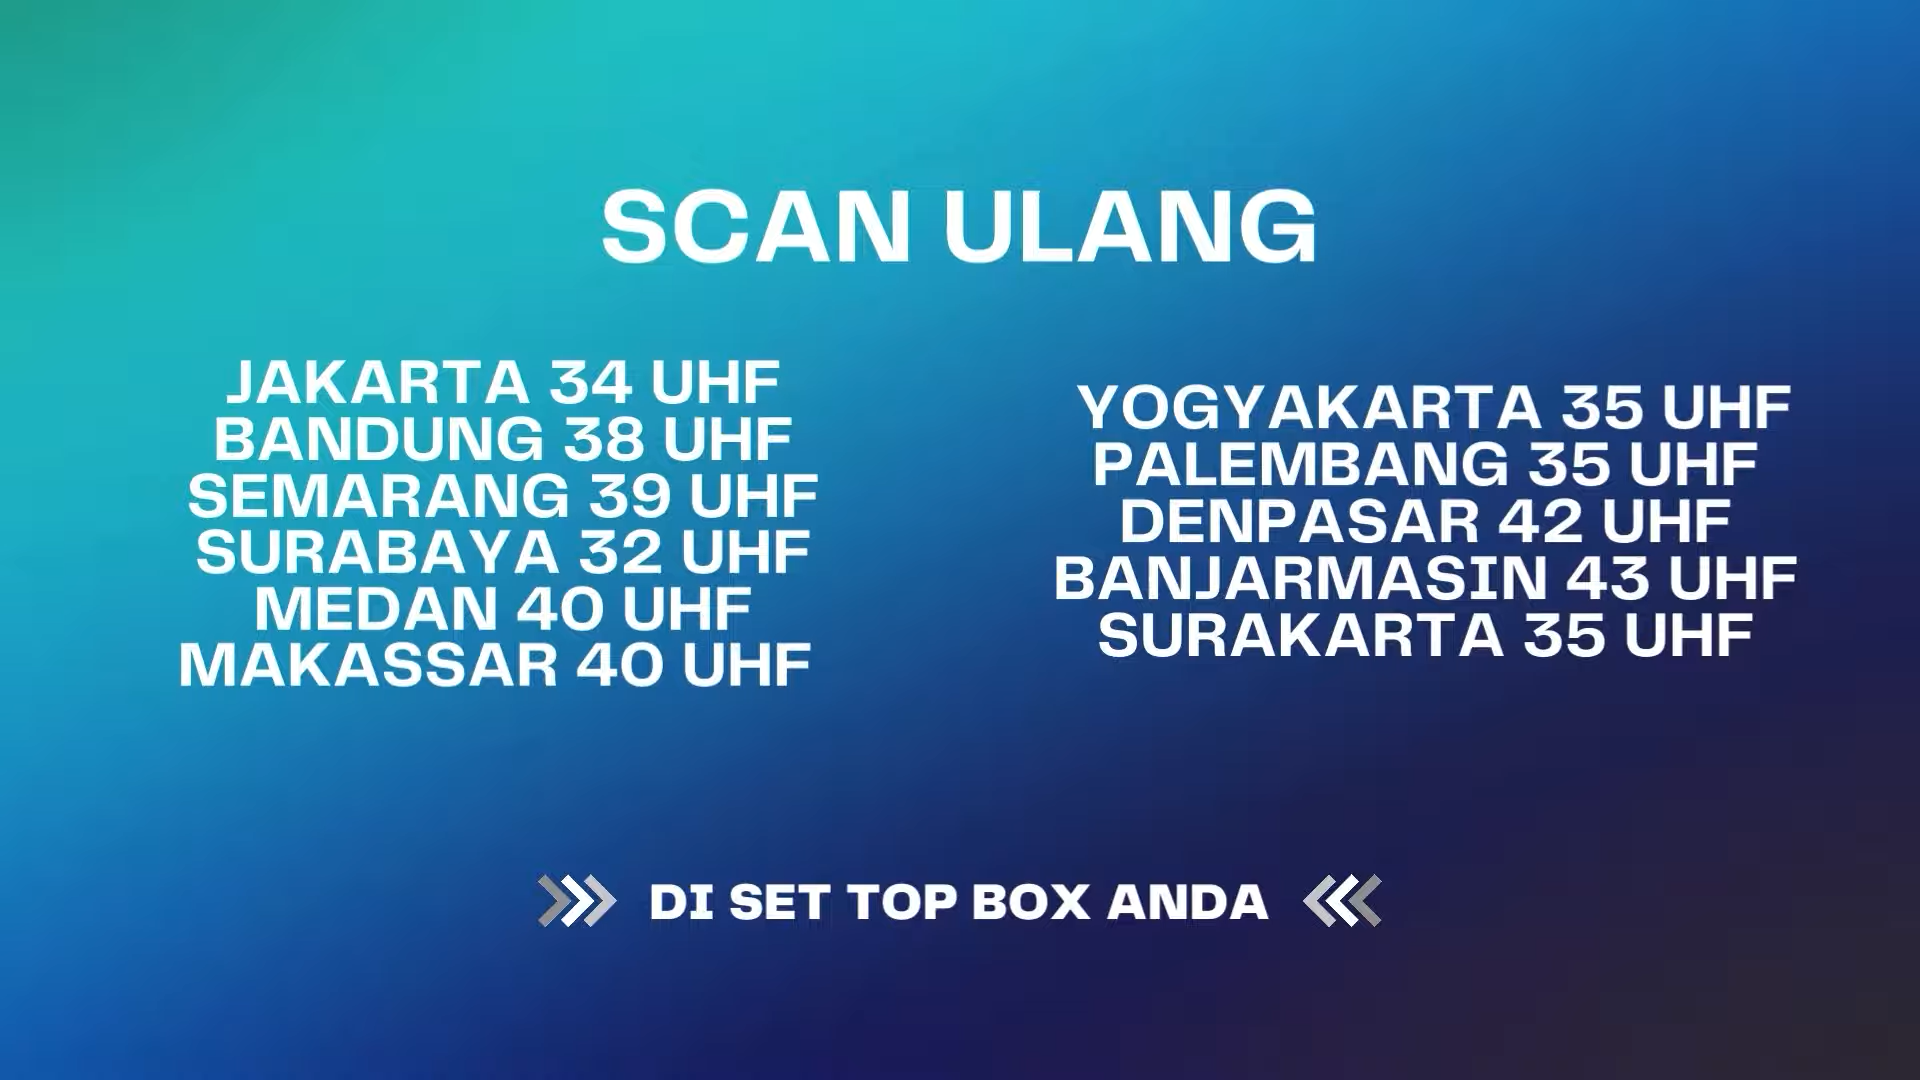 SCAN ULANG
JAKARTA 34 UHF
BANDUNG 38 UHF
SEMARANG 39 UHF
SURABAYA 32 UHF
MEDAN 40 UHF
MAKASSAR 40 UHF
YOGYAKARTA 35 UHF
PALEMBANG 35 UHF
DENPASAR 42 UHF
BANJARMASIN 43 UHF
SURAKARTA 35 UHF
DI SET TOP BOX ANDA